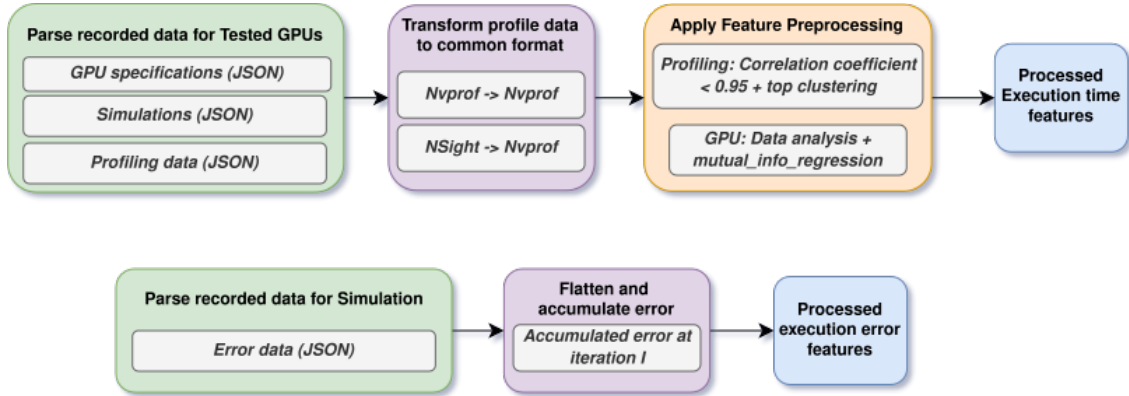 Parse recorded data for Tested GPUs
GPU specifications (JSON)
Simulations (JSON)
Profiling data (JSON)
Transform profile data
to common format
Nvprof -> Nvprof
NSight -> Nvprof
Apply Feature Preprocessing
Profiling: Correlation coefficient
< 0.95 + top clustering
GPU: Data analysis +
mutual_info_regression
Processed
Execution time
features
Parse recorded data for Simulation
Error data (JSON)
Flatten and
accumulate error
Accumulated error at
iteration I
Processed
execution error
features